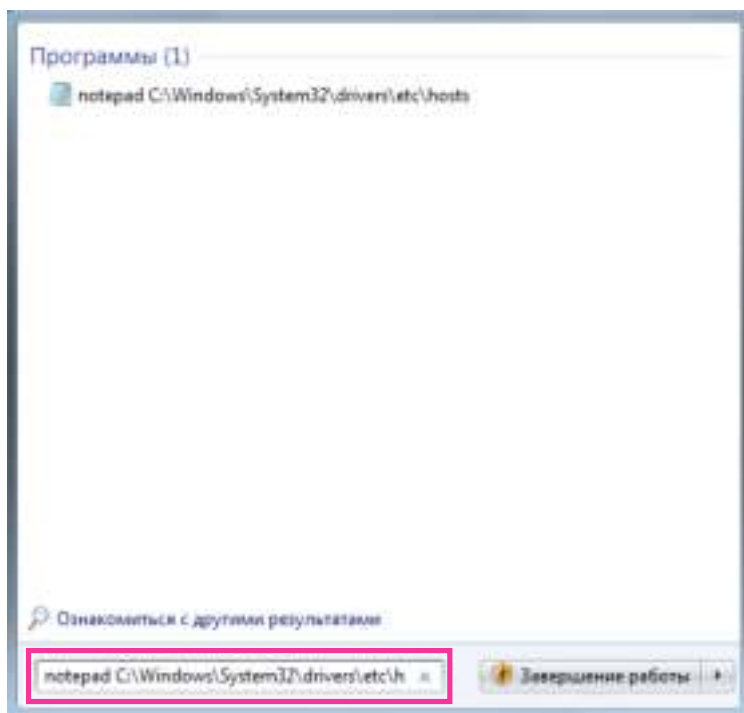 Программы (1)
notepad C:\Windows\System32\drivers\etc\hosts
Ознакомиться с другими результатами
notepad C:\Windows\System32\drivers\etc\h
Завершение работы